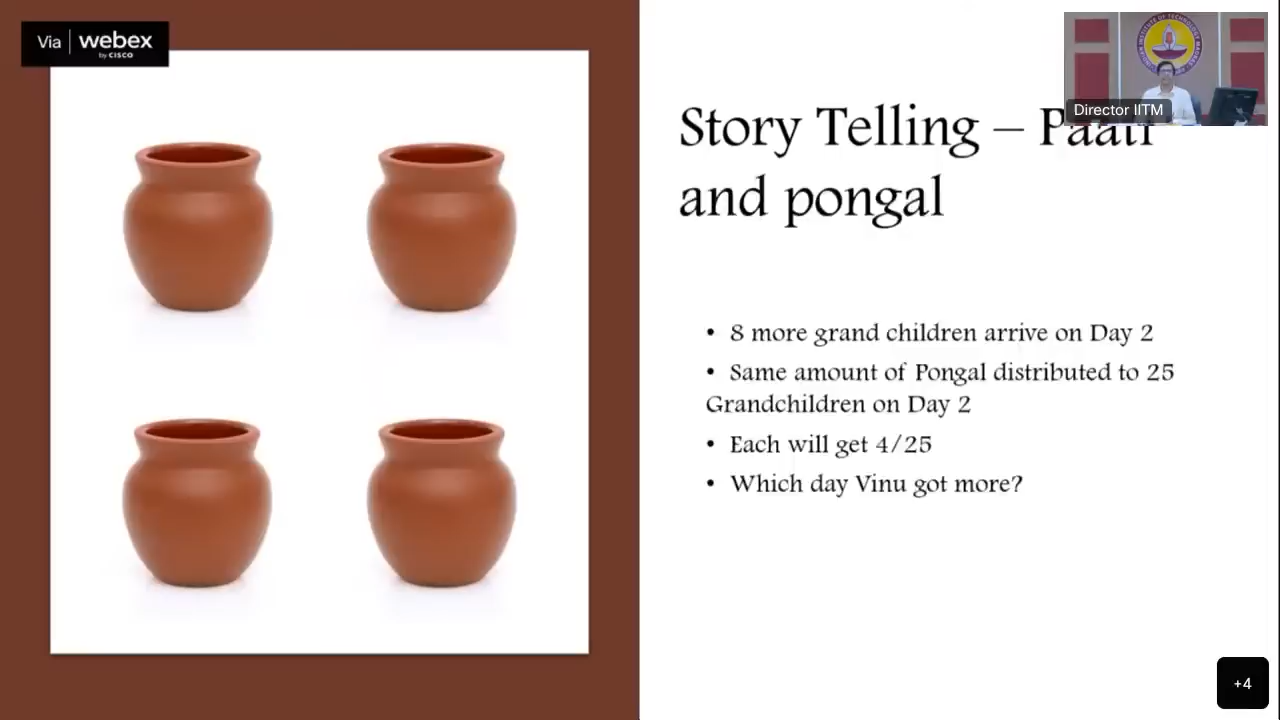 Via webex
by CISCO
Director IITM
Story Telling –
and pongal
• 8 more grand children arrive on Day 2
• Same amount of Pongal distributed to 25
Grandchildren on Day 2
• Each will get 4/25
• Which day Vinu got more?
+4